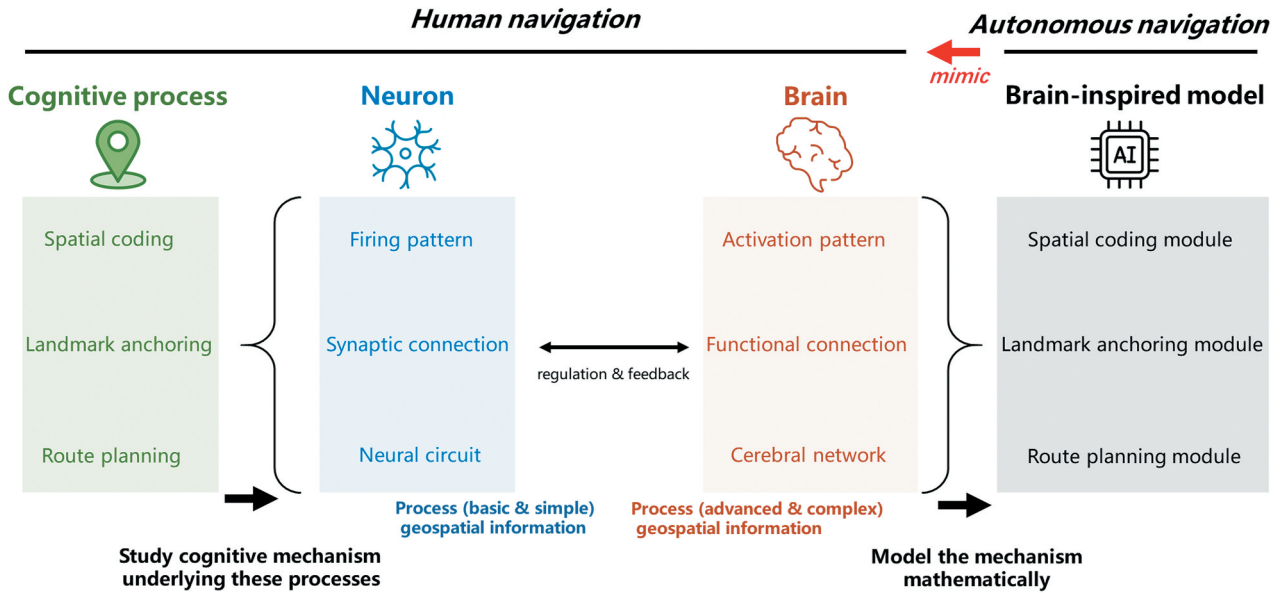 Human navigation
Autonomous navigation
mimic
Cognitive process
Neuron
Brain
Brain-inspired model
AI
Spatial coding
Firing pattern
Activation pattern
Spatial coding module
Landmark anchoring
Synaptic connection
regulation & feedback
Functional connection
Landmark anchoring module
Route planning
Neural circuit
Cerebral network
Route planning module
Process (basic & simple)
geospatial information
Process (advanced & complex)
geospatial information
Study cognitive mechanism
underlying these processes
Model the mechanism
mathematically